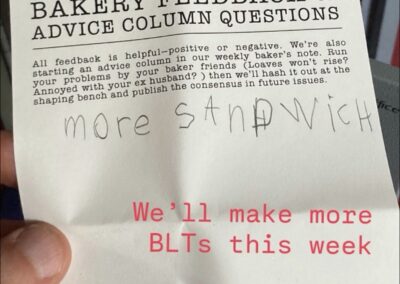 BAKERY FEEDBACK &
ADVICE COLUMN QUESTIONS
All feedback is helpful—positive or negative. We're also
starting an advice column in our weekly baker's note. Run
your problems by your baker friends (Loaves won't rise?
Annoyed with your ex husband? ) then we'll hash it out at the
shaping bench and publish the consensus in future issues.
more SANDWICH
We'll make more
BLTs this week